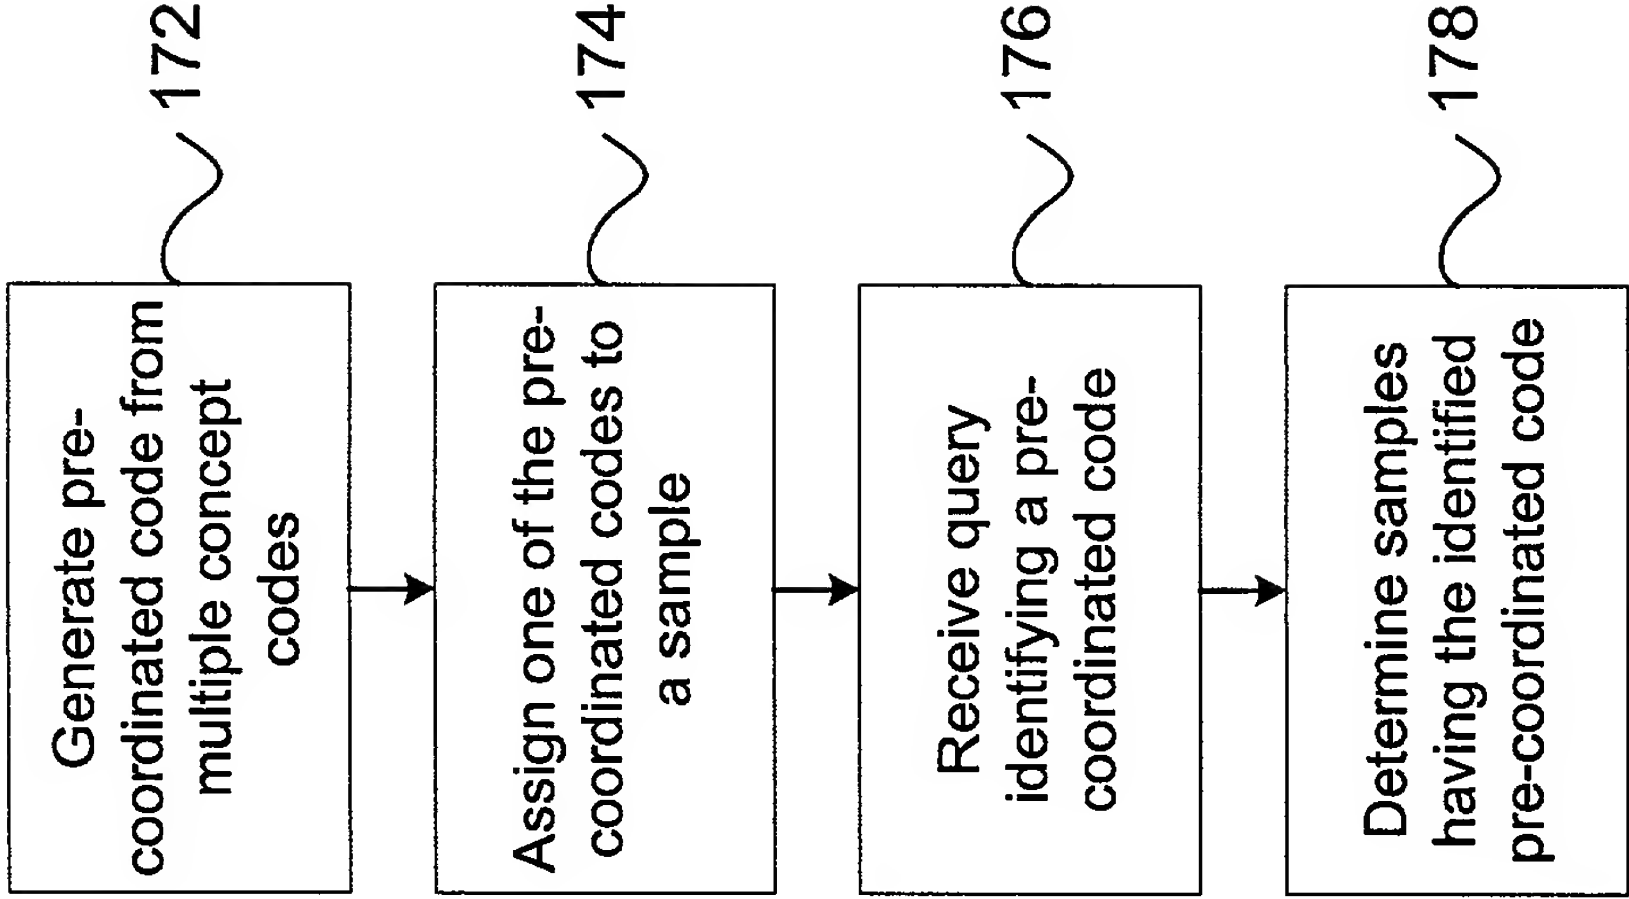 Generate pre-
coordinated code from
multiple concept
codes
172
Assign one of the pre-
coordinated codes to
a sample
174
Receive query
identifying a pre-
coordinated code
176
Determine samples
having the identified
pre-coordinated code
178